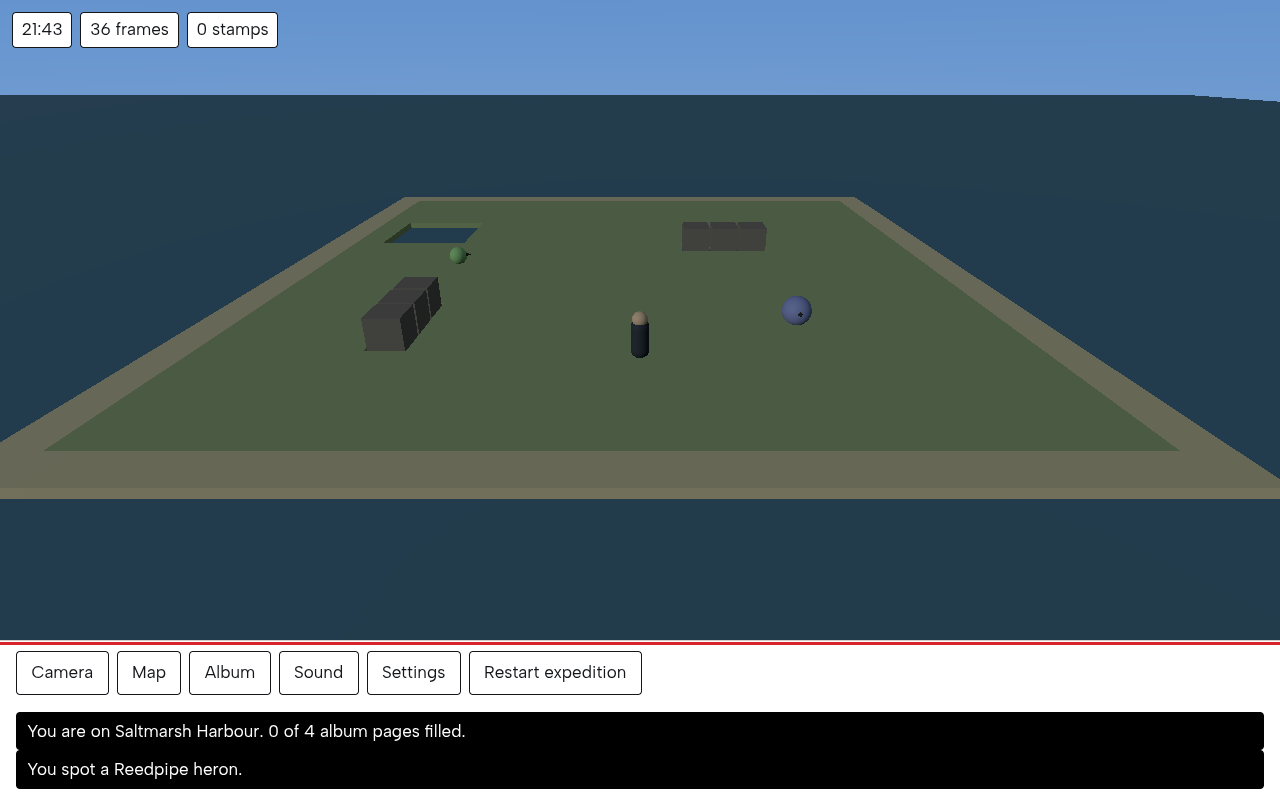 21:43 36 frames 0 stamps
Camera Map Album Sound Settings Restart expedition
You are on Saltmarsh Harbour. 0 of 4 album pages filled.
You spot a Reedpipe heron.